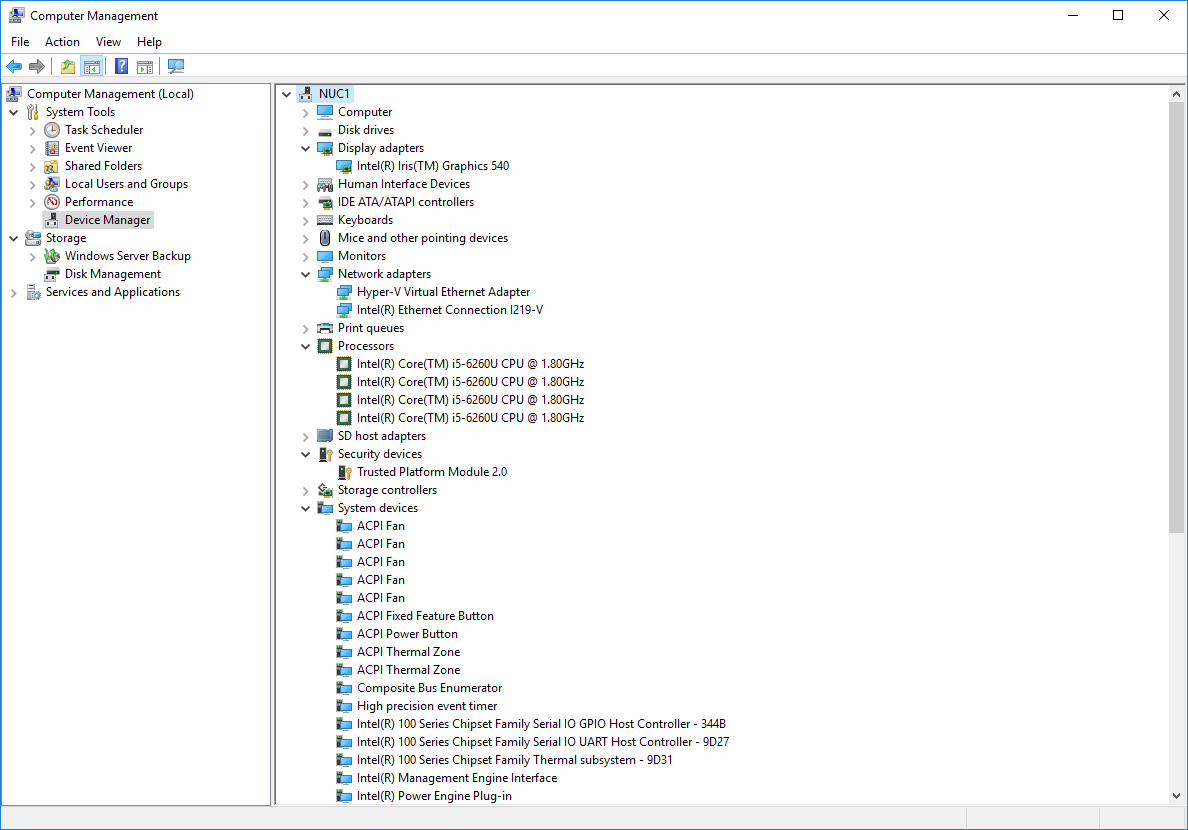 Computer Management
File Action View Help
Computer Management (Local)
System Tools
Task Scheduler
Event Viewer
Shared Folders
Local Users and Groups
Performance
Device Manager
Storage
Windows Server Backup
Disk Management
Services and Applications
NUC1
Computer
Disk drives
Display adapters
Intel(R) Iris(TM) Graphics 540
Human Interface Devices
IDE ATA/ATAPI controllers
Keyboards
Mice and other pointing devices
Monitors
Network adapters
Hyper-V Virtual Ethernet Adapter
Intel(R) Ethernet Connection I219-V
Print queues
Processors
Intel(R) Core(TM) i5-6260U CPU @ 1.80GHz
Intel(R) Core(TM) i5-6260U CPU @ 1.80GHz
Intel(R) Core(TM) i5-6260U CPU @ 1.80GHz
Intel(R) Core(TM) i5-6260U CPU @ 1.80GHz
SD host adapters
Security devices
Trusted Platform Module 2.0
Storage controllers
System devices
ACPI Fan
ACPI Fan
ACPI Fan
ACPI Fan
ACPI Fan
ACPI Fixed Feature Button
ACPI Power Button
ACPI Thermal Zone
ACPI Thermal Zone
Composite Bus Enumerator
High precision event timer
Intel(R) 100 Series Chipset Family Serial IO GPIO Host Controller - 344B
Intel(R) 100 Series Chipset Family Serial IO UART Host Controller - 9D27
Intel(R) 100 Series Chipset Family Thermal subsystem - 9D31
Intel(R) Management Engine Interface
Intel(R) Power Engine Plug-in